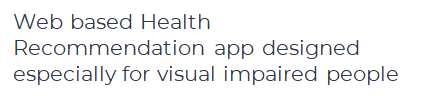 Web based Health
Recommendation app designed
especially for visual impaired people